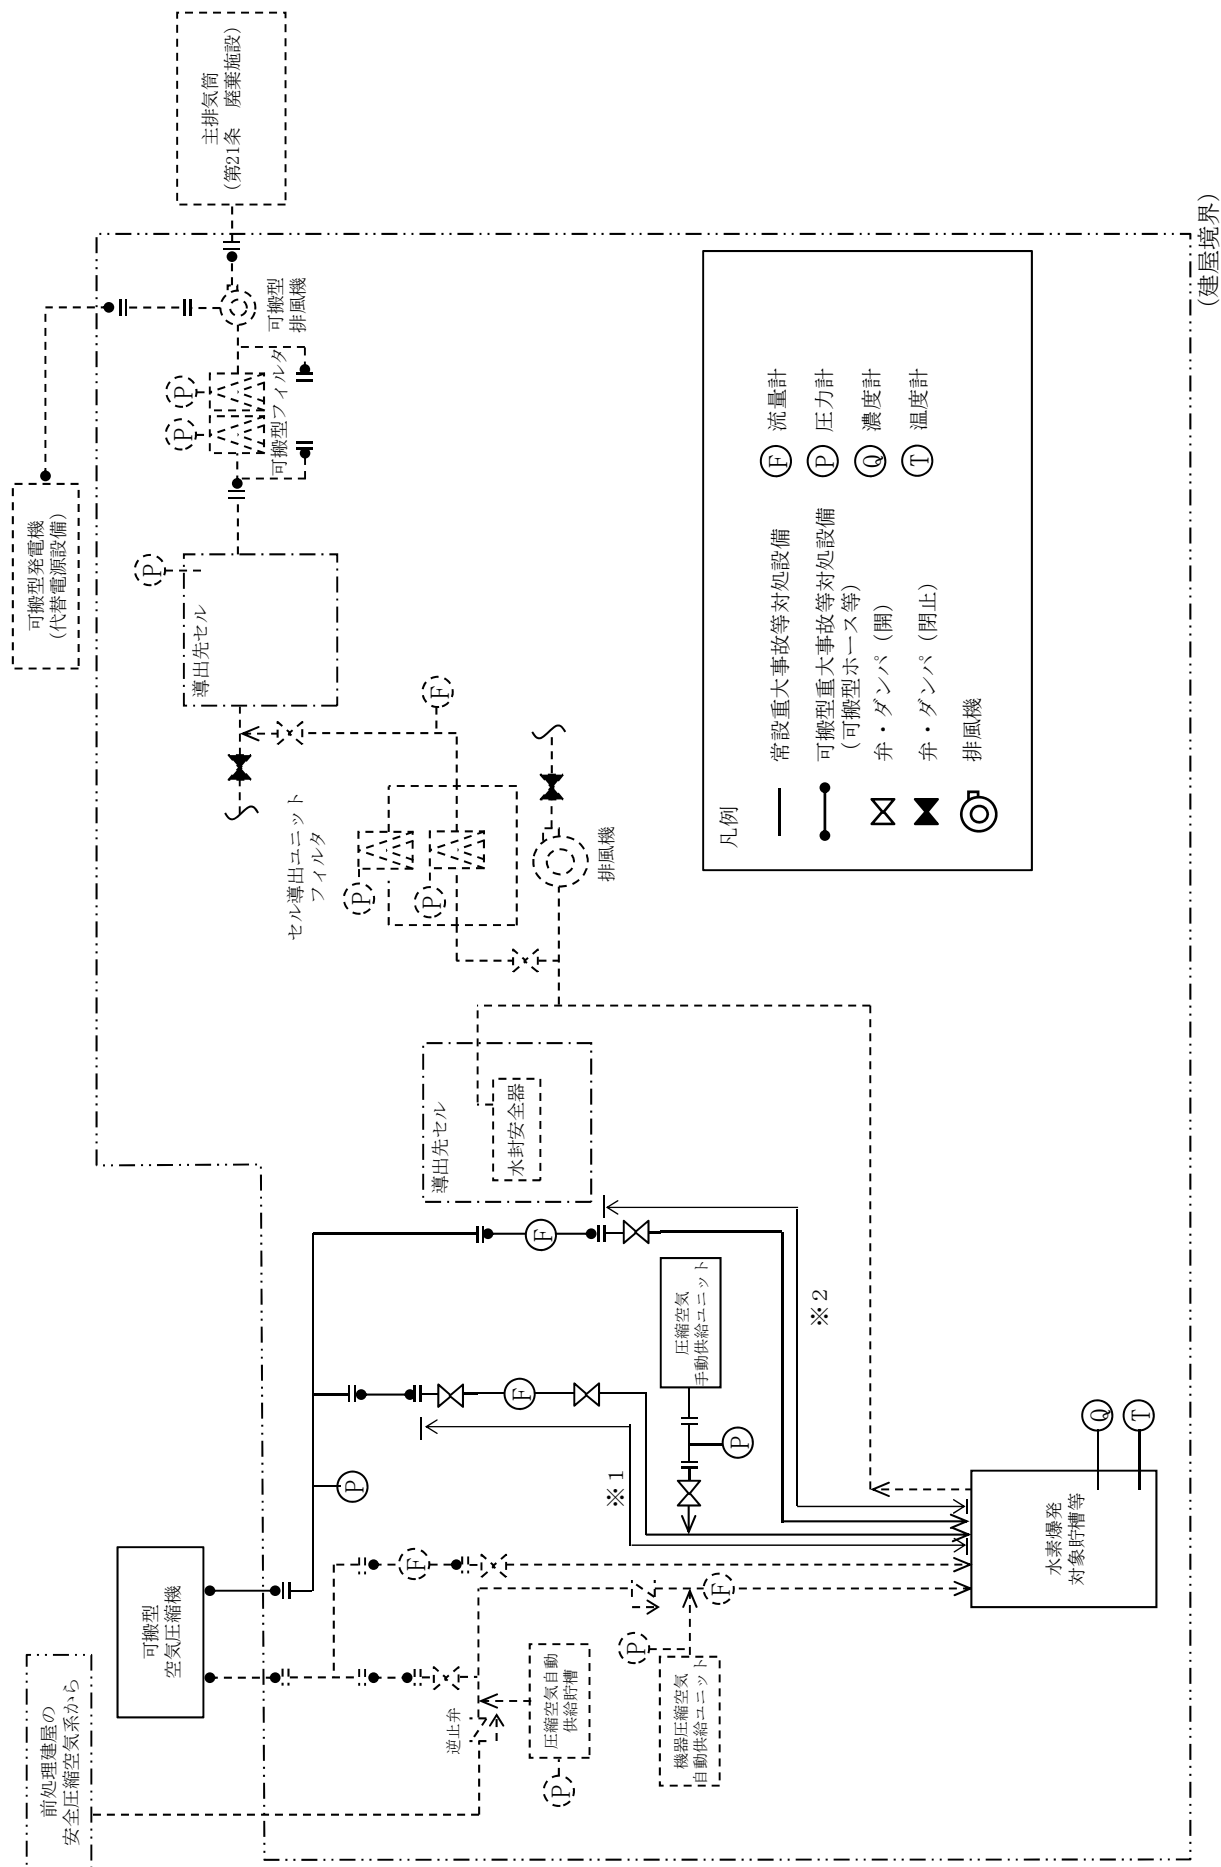 主排気筒
（第21条　廃棄施設）
（建屋境界）
可搬型
排風機
P
P
可搬型フィルタ
可搬型発電機
（代替電源設備）
P
導出先セル
F
セル導出ユニット
フィルタ
P
P
排風機
凡例
常設重大事故等対処設備
可搬型重大事故等対処設備
（可搬型ホース等）
弁・ダンパ（開）
弁・ダンパ（閉止）
排風機
F 流量計
P 圧力計
Q 濃度計
T 温度計
導出先セル
水封安全器
F
圧縮空気
手動供給ユニット
※2
F
P
※1
P
Q
T
水素爆発
対象貯槽等
可搬型
空気圧縮機
F
F
P
機器圧縮空気
自動供給ユニット
圧縮空気自動
供給貯槽
P
逆止弁
前処理建屋の
安全圧縮空気系から